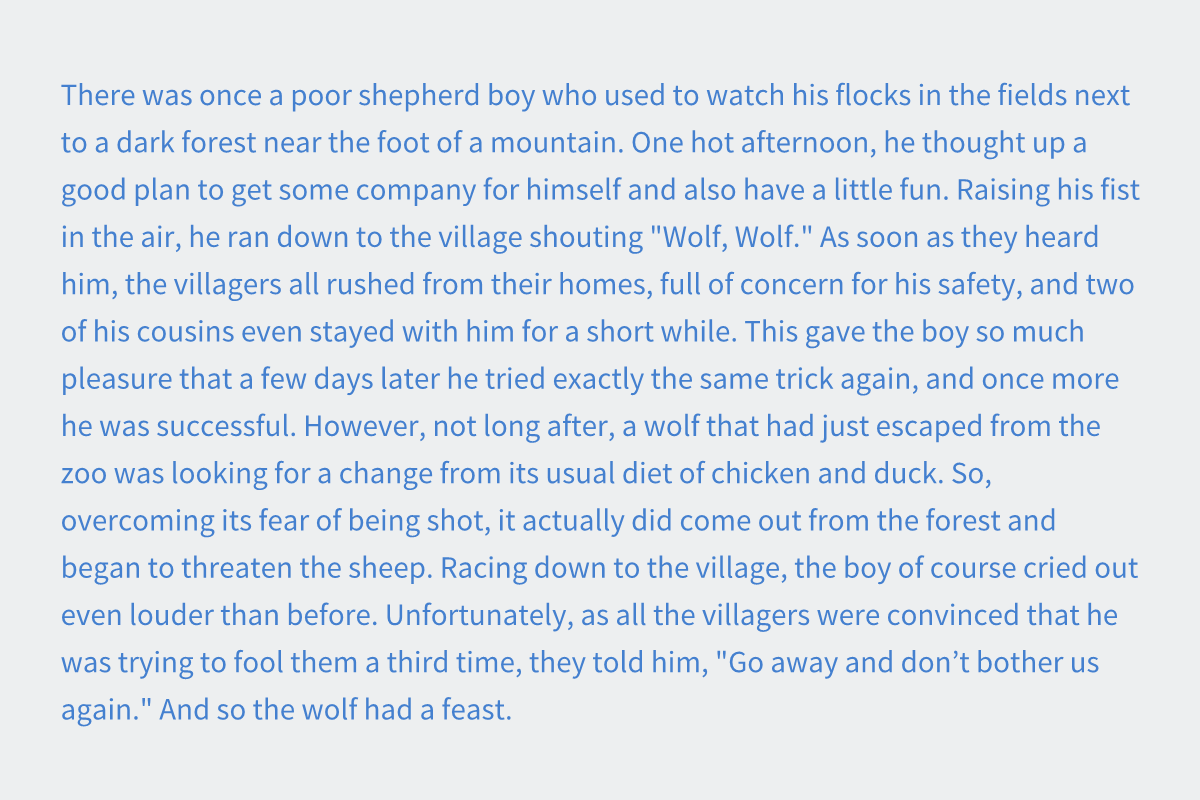 There was once a poor shepherd boy who used to watch his flocks in the fields next
to a dark forest near the foot of a mountain. One hot afternoon, he thought up a
good plan to get some company for himself and also have a little fun. Raising his fist
in the air, he ran down to the village shouting "Wolf, Wolf." As soon as they heard
him, the villagers all rushed from their homes, full of concern for his safety, and two
of his cousins even stayed with him for a short while. This gave the boy so much
pleasure that a few days later he tried exactly the same trick again, and once more
he was successful. However, not long after, a wolf that had just escaped from the
zoo was looking for a change from its usual diet of chicken and duck. So,
overcoming its fear of being shot, it actually did come out from the forest and
began to threaten the sheep. Racing down to the village, the boy of course cried out
even louder than before. Unfortunately, as all the villagers were convinced that he
was trying to fool them a third time, they told him, "Go away and don’t bother us
again." And so the wolf had a feast.